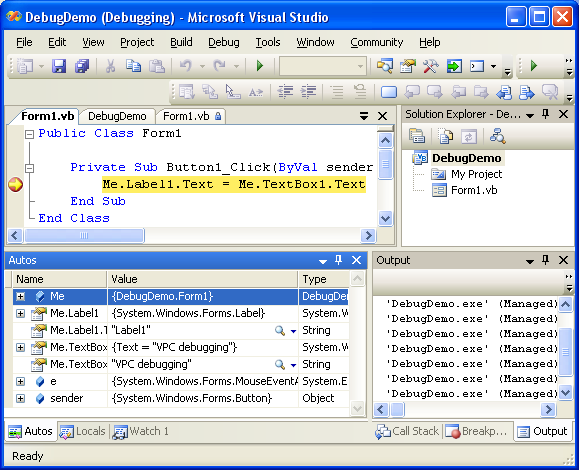 DebugDemo (Debugging) - Microsoft Visual Studio
File Edit View Project Build Debug Tools Window Community Help
Form1.vb DebugDemo Form1.vb
Public Class Form1
Private Sub Button1_Click(ByVal sender
Me.Label1.Text = Me.TextBox1.Text
End Sub
End Class
Solution Explorer - De...
DebugDemo
My Project
Form1.vb
Autos
Name Value Type
Me {DebugDemo.Form1} DebugDem
Me.Label1 {System.Windows.Forms.Label} System.W
Me.Label1.T "Label1" String
Me.TextBox {Text = "VPC debugging"} System.W
Me.TextBox "VPC debugging" String
e {System.Windows.Forms.MouseEventA System.E
sender {System.Windows.Forms.Button} Object
Output
'DebugDemo.exe' (Managed)
'DebugDemo.exe' (Managed)
'DebugDemo.exe' (Managed)
'DebugDemo.exe' (Managed)
'DebugDemo.exe' (Managed)
'DebugDemo.exe' (Managed)
'DebugDemo.exe' (Managed)
Autos Locals Watch 1
Call Stack Breakp... Output
Ready